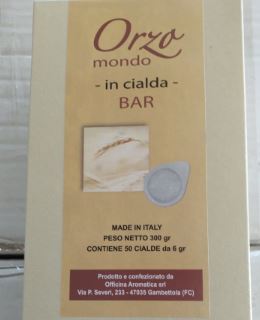 Orzo
mondo
- in cialda -
BAR
MADE IN ITALY
PESO NETTO 300 gr
CONTIENE 50 CIALDE da 6 gr
Prodotto e confezionato da
Officina Aromatica srl
Via P. Severi, 233 - 47035 Gambettola (FC)